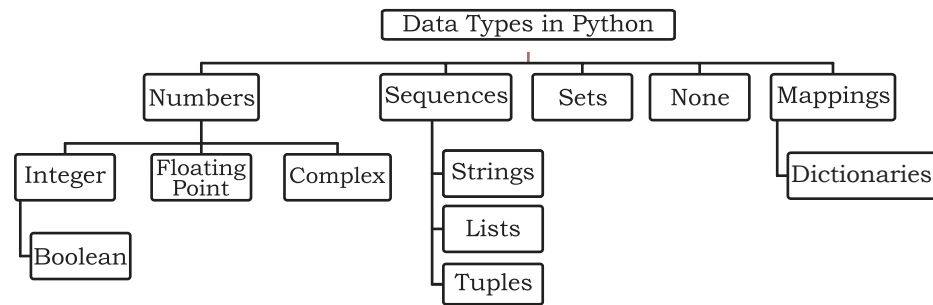 Data Types in Python
Numbers
Sequences
Sets
None
Mappings
Integer
Floating
Point
Complex
Strings
Dictionaries
Lists
Boolean
Tuples